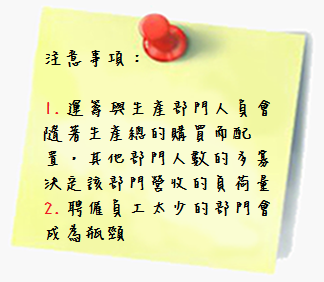 注意事項：
1. 運籌與生產部門人員會
隨著生產總的購買而配
置，其他部門人數的多寡
決定該部門營收的負荷量
2. 聘僱員工太少的部門會
成為瓶頸